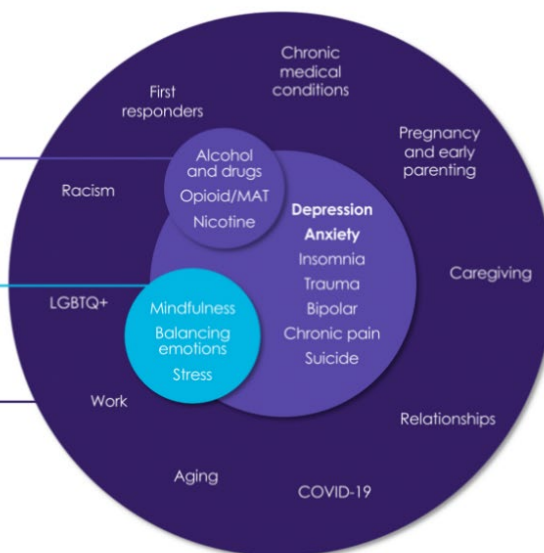 Chronic
medical
conditions
First
responders
Pregnancy
and early
parenting
Alcohol
and drugs
Opioid/MAT
Nicotine
Racism
Depression
Anxiety
Insomnia
Trauma
Bipolar
Chronic pain
Suicide
Caregiving
LGBTQ+
Mindfulness
Balancing
emotions
Stress
Work
Relationships
Aging
COVID-19